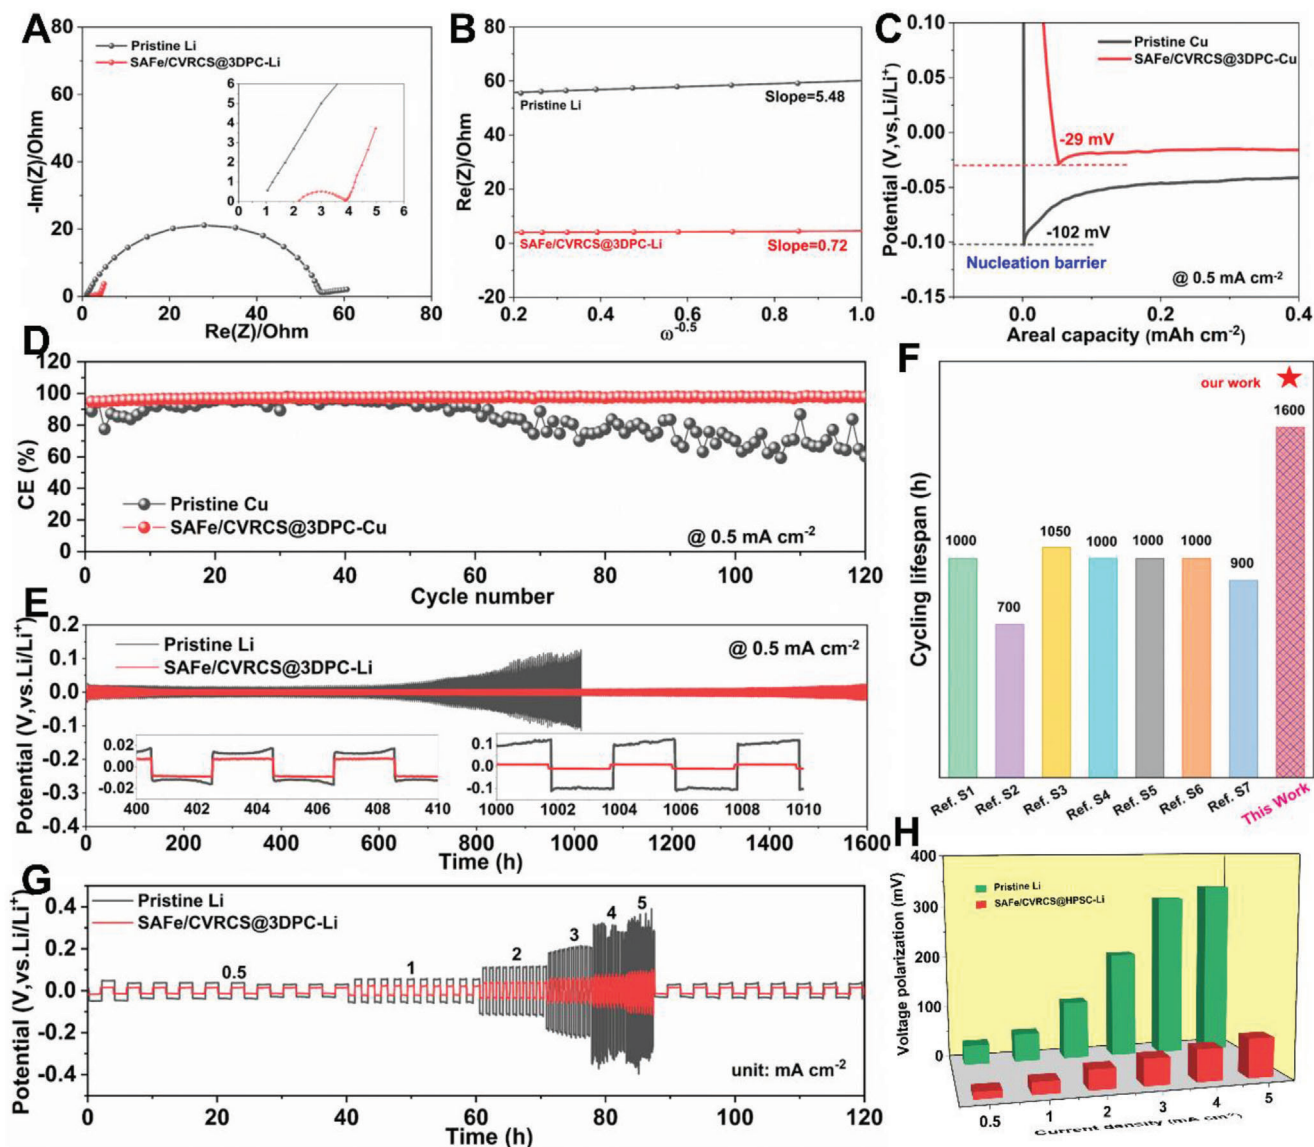 A
80
60
40
20
0
-Im(Z)/Ohm
Pristine Li
SAFe/CVRCS@3DPC-Li
6
5
4
3
2
1
0
0 1 2 3 4 5 6
0 20 40 60 80
Re(Z)/Ohm
B
80
60
40
20
0
-20
Re(Z)/Ohm
Slope=5.48
Pristine Li
SAFe/CVRCS@3DPC-Li
Slope=0.72
0.2 0.4 0.6 0.8 1.0
ω-0.5
C
0.10
0.05
0.00
-0.05
-0.10
-0.15
Potential (V,vs,Li/Li+)
Pristine Cu
SAFe/CVRCS@3DPC-Cu
-29 mV
-102 mV
Nucleation barrier
@ 0.5 mA cm-2
0.0 0.2 0.4
Areal capacity (mAh cm-2)
D
120
100
80
60
40
20
0
CE (%)
Pristine Cu
SAFe/CVRCS@3DPC-Cu
@ 0.5 mA cm-2
0 20 40 60 80 100 120
Cycle number
E
0.2
0.1
0.0
-0.1
-0.2
-0.3
-0.4
Potential (V,vs.Li/Li+)
Pristine Li
SAFe/CVRCS@3DPC-Li
@ 0.5 mA cm-2
0.02
0.00
-0.02
400 402 404 406 408 410
0.1
0.0
-0.1
1000 1002 1004 1006 1008 1010
0 200 400 600 800 1000 1200 1400 1600
Time (h)
F
Cycling lifespan (h)
our work
1600
1000
700
1050
1000
1000
1000
900
Ref. S1
Ref. S2
Ref. S3
Ref. S4
Ref. S5
Ref. S6
Ref. S7
This Work
G
0.4
0.2
0.0
-0.2
-0.4
Potential (V,vs.Li/Li+)
Pristine Li
SAFe/CVRCS@3DPC-Li
0.5
1
2
3
4
5
unit: mA cm-2
0 20 40 60 80 100 120
Time (h)
H
400
300
200
100
0
Voltage polarization (mV)
Pristine Li
SAFe/CVRCS@HPSC-Li
0.5 1 2 3 4 5
Current density (mA cm-2)